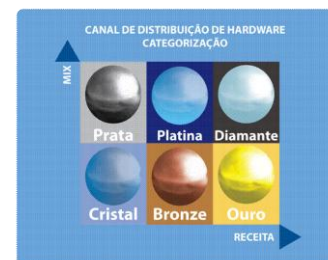 CANAL DE DISTRIBUIÇÃO DE HARDWARE
CATEGORIZAÇÃO
MIX
Prata Platina Diamante
Cristal Bronze Ouro
RECEITA